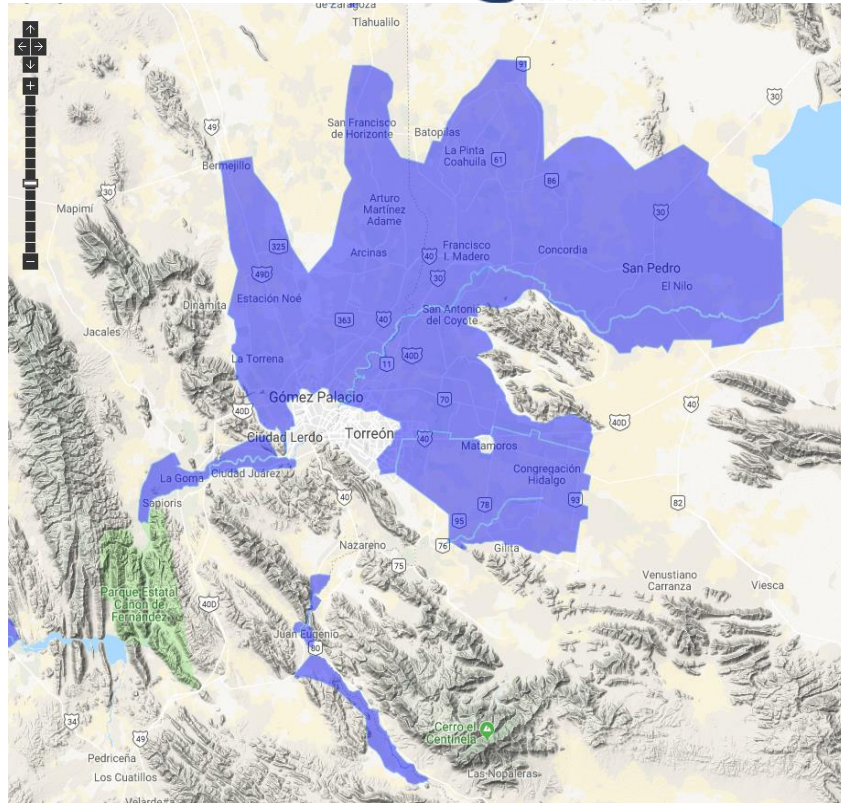 de Zaragoza
Tlahualilo
91
30
49
San Francisco
de Horizonte
Batopilas
La Pinta
Coahuila
61
Bermejillo
86
30
Mapimí
Arturo
Martínez
Adame
30
325
Arcinas
40
Francisco
I. Madero
Concordia
San Pedro
49D
30
El Nilo
Estación Noé
Dinamita
363
40
San Antonio
del Coyote
Jacales
La Torrena
11
40D
Gómez Palacio
70
40
40D
40D
Ciudad Lerdo
Torreón
40
Matamoros
La Goma
Ciudad Juárez
Congregación
Hidalgo
Sapioris
40
78
93
82
95
Nazareno
76
Gilita
75
Venustiano
Carranza
Viesca
Parque Estatal
Cañón de
Fernández
40D
Juan Eugenio
80
34
49
Cerro el
Centinela
Pedriceña
Los Cuatillos
Las Nopaleras